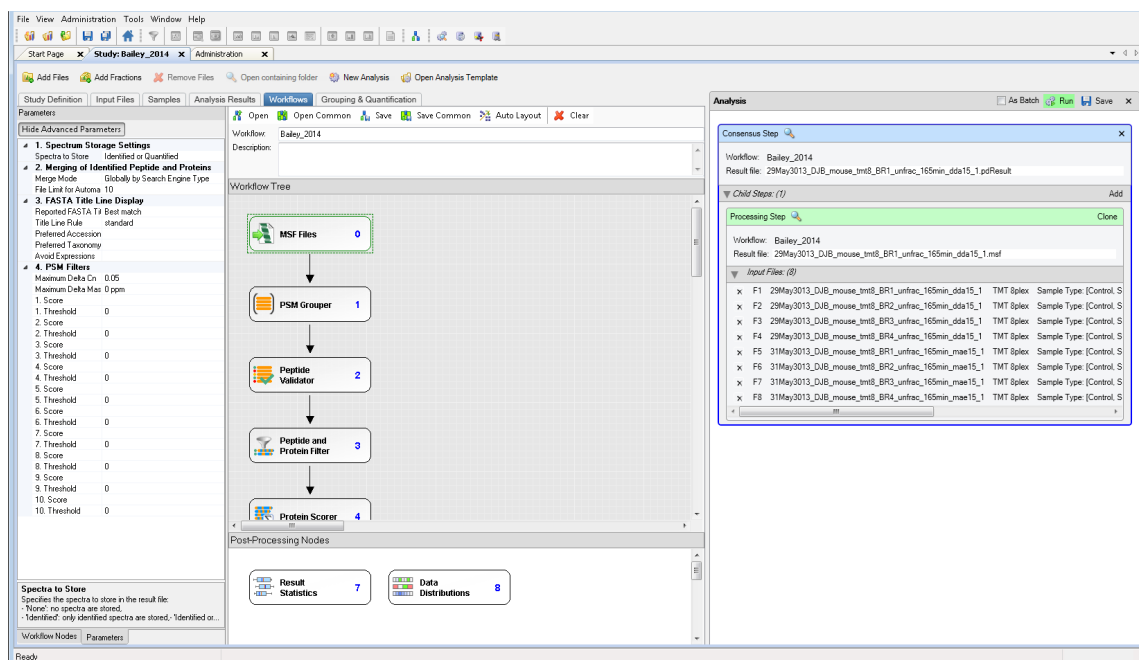 File View Administration Tools Window Help
Start Page x Study: Bailey_2014 x Administration x
Add Files Add Fractions Remove Files Open containing folder New Analysis Open Analysis Template
Study Definition Input Files Samples Analysis Results Workflows Grouping & Quantification
Parameters
Hide Advanced Parameters
1. Spectrum Storage Settings
Spectra to Store Identified or Quantified
2. Merging of Identified Peptide and Proteins
Merge Mode Globally by Search Engine Type
File Limit for Automa 10
3. FASTA Title Line Display
Reported FASTA Tit Best match
Title Line Rule standard
Preferred Accession
Preferred Taxonomy
Avoid Expressions
4. PSM Filters
Maximum Delta Cn 0.05
Maximum Delta Mas 0 ppm
1. Score
1. Threshold 0
2. Score
2. Threshold 0
3. Score
3. Threshold 0
4. Score
4. Threshold 0
5. Score
5. Threshold 0
6. Score
6. Threshold 0
7. Score
7. Threshold 0
8. Score
8. Threshold 0
9. Score
9. Threshold 0
10. Score
10. Threshold 0
Spectra to Store
Specifies the spectra to store in the result file:
- 'None': no spectra are stored,
- 'Identified': only identified spectra are stored,- 'Identified or...
Workflow Nodes Parameters
Ready
Open Open Common Save Save Common Auto Layout Clear
Workflow: Bailey_2014
Description:
Workflow Tree
MSF Files 0
PSM Grouper 1
Peptide
Validator 2
Peptide and
Protein Filter 3
Protein Scorer 4
Post-Processing Nodes
Result
Statistics 7
Data
Distributions 8
Analysis As Batch Run Save x
Consensus Step x
Workflow: Bailey_2014
Result file: 29May3013_DJB_mouse_tmt8_BR1_unfrac_165min_dda15_1.pdResult
Child Steps: (1) Add
Processing Step Clone
Workflow: Bailey_2014
Result file: 29May3013_DJB_mouse_tmt8_BR1_unfrac_165min_dda15_1.msf
Input Files: (8)
x F1 29May3013_DJB_mouse_tmt8_BR1_unfrac_165min_dda15_1 TMT 8plex Sample Type: [Control, S
x F2 29May3013_DJB_mouse_tmt8_BR2_unfrac_165min_dda15_1 TMT 8plex Sample Type: [Control, S
x F3 29May3013_DJB_mouse_tmt8_BR3_unfrac_165min_dda15_1 TMT 8plex Sample Type: [Control, S
x F4 29May3013_DJB_mouse_tmt8_BR4_unfrac_165min_dda15_1 TMT 8plex Sample Type: [Control, S
x F5 31May3013_DJB_mouse_tmt8_BR1_unfrac_165min_mae15_1 TMT 8plex Sample Type: [Control, S
x F6 31May3013_DJB_mouse_tmt8_BR2_unfrac_165min_mae15_1 TMT 8plex Sample Type: [Control, S
x F7 31May3013_DJB_mouse_tmt8_BR3_unfrac_165min_mae15_1 TMT 8plex Sample Type: [Control, S
x F8 31May3013_DJB_mouse_tmt8_BR4_unfrac_165min_mae15_1 TMT 8plex Sample Type: [Control, S